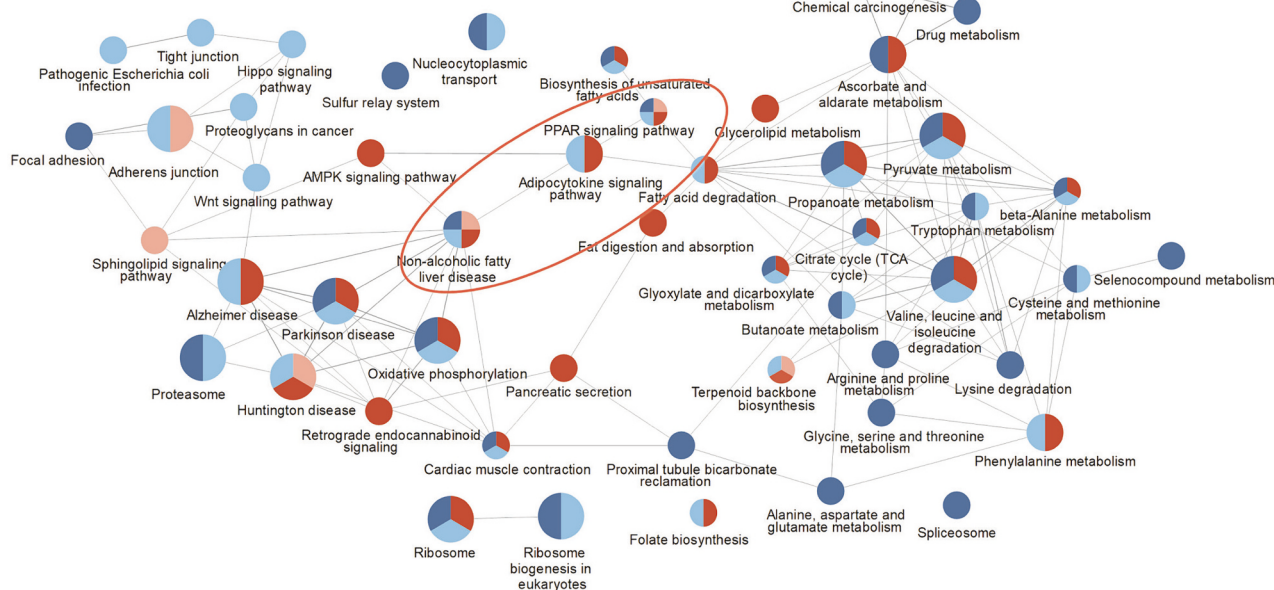 Chemical carcinogenesis
Drug metabolism
Tight junction
Pathogenic Escherichia coli
infection
Hippo signaling
pathway
Nucleocytoplasmic
transport
Sulfur relay system
Biosynthesis of unsaturated
fatty acids
Ascorbate and
aldarate metabolism
Proteoglycans in cancer
PPAR signaling pathway
Glycerolipid metabolism
Focal adhesion
Adherens junction
AMPK signaling pathway
Adipocytokine signaling
pathway
Fatty acid degradation
Pyruvate metabolism
Propanoate metabolism
Wnt signaling pathway
beta-Alanine metabolism
Tryptophan metabolism
Fat digestion and absorption
Sphingolipid signaling
pathway
Non-alcoholic fatty
liver disease
Citrate cycle (TCA
cycle)
Selenocompound metabolism
Glyoxylate and dicarboxylate
metabolism
Cysteine and methionine
metabolism
Alzheimer disease
Parkinson disease
Butanoate metabolism
Valine, leucine and
isoleucine
degradation
Oxidative phosphorylation
Proteasome
Huntington disease
Pancreatic secretion
Terpenoid backbone
biosynthesis
Arginine and proline
metabolism
Lysine degradation
Retrograde endocannabinoid
signaling
Glycine, serine and threonine
metabolism
Cardiac muscle contraction
Proximal tubule bicarbonate
reclamation
Phenylalanine metabolism
Alanine, aspartate and
glutamate metabolism
Spliceosome
Ribosome
Ribosome
biogenesis in
eukaryotes
Folate biosynthesis